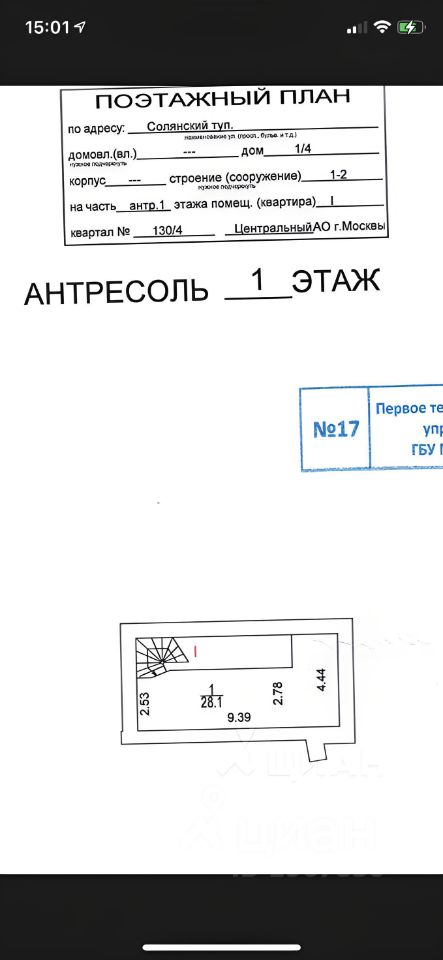 15:01
ПОЭТАЖНЫЙ ПЛАН
по адресу: Солянский туп.
наименование ул. (просп., бульв. и т.д.)
домовл.(вл.) --- дом 1/4
нужное подчеркнуть
корпус --- строение (сооружение) 1-2
нужное подчеркнуть
на часть антр.1 этажа помещ. (квартира) I
квартал № 130/4 ЦентральныйАО г.Москвы
АНТРЕСОЛЬ 1 ЭТАЖ
№17
Первое те
упр
ГБУ
I
2.53
1
28.1
9.39
2.78
4.44
циан
циан